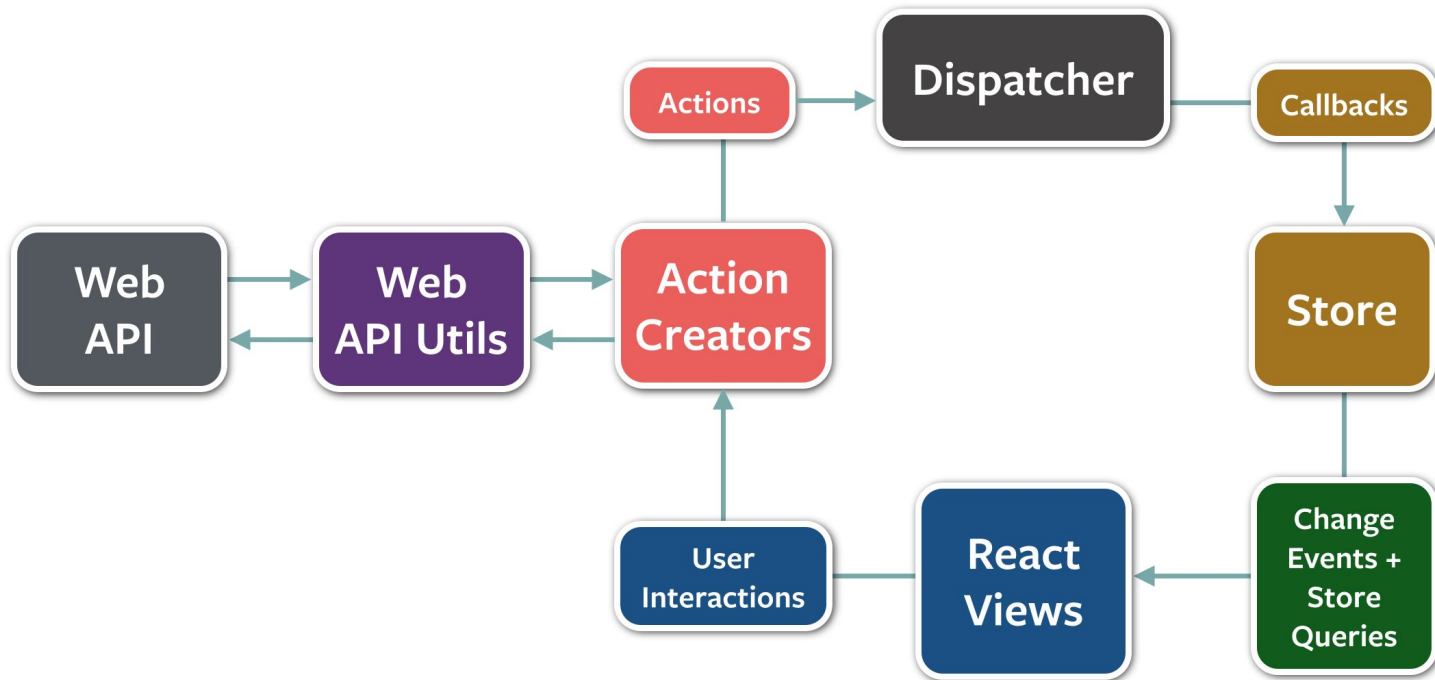 Dispatcher
Actions
Callbacks
Web
API
Web
API Utils
Action
Creators
Store
User
Interactions
React
Views
Change
Events +
Store
Queries